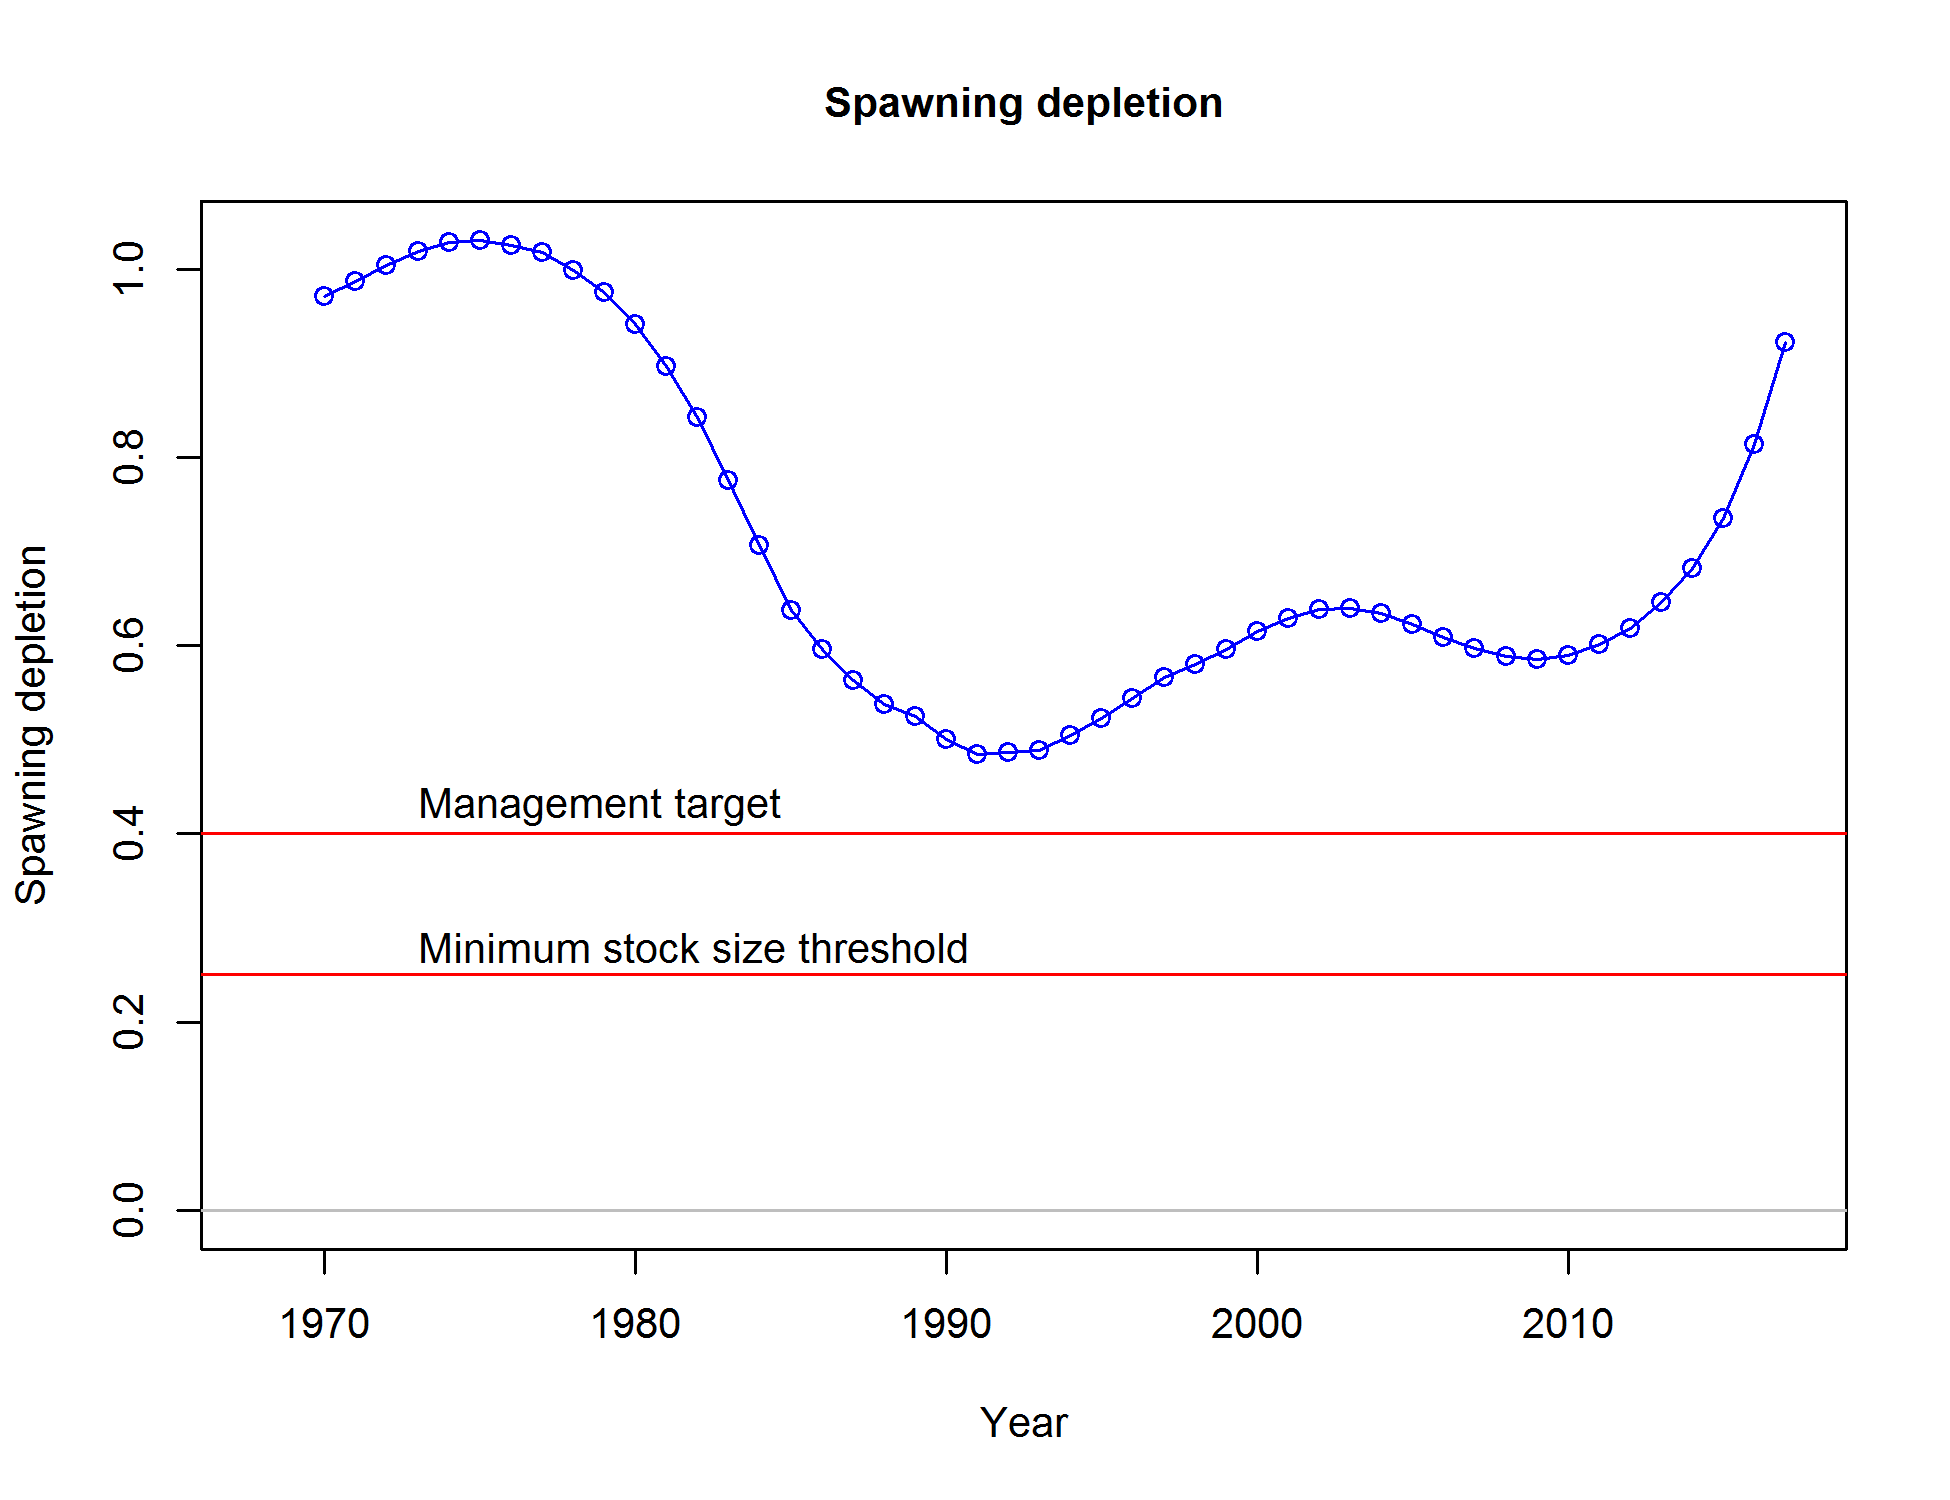 Spawning depletion
Spawning depletion
1.0
0.8
0.6
0.4
0.2
0.0
Management target
Minimum stock size threshold
1970 1980 1990 2000 2010
Year